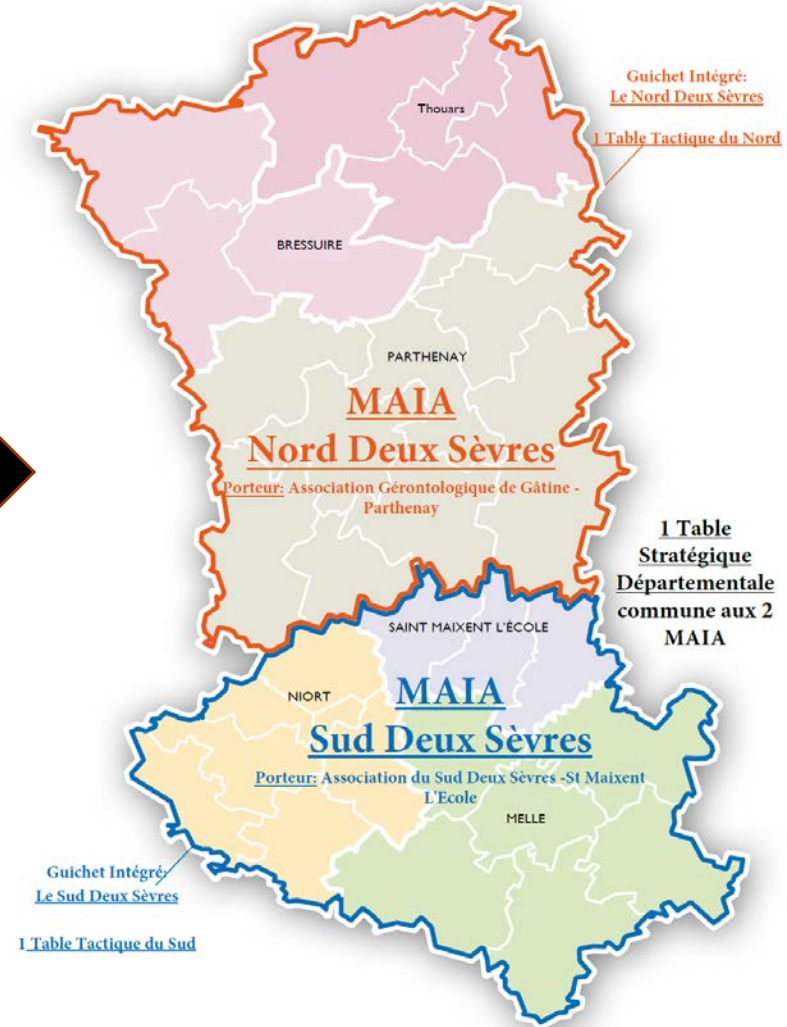 Guichet Intégré:
Le Nord Deux Sèvres
1 Table Tactique du Nord
Thouars
BRESSUIRE
PARTHENAY
MAIA
Nord Deux Sèvres
Porteur: Association Gérontologique de Gâtine -
Parthenay
1 Table
Stratégique
Départementale
commune aux 2
MAIA
SAINT MAIXENT L'ÉCOLE
NIORT
MAIA
Sud Deux Sèvres
Porteur: Association du Sud Deux Sèvres -St Maixent
L'Ecole
MELLE
Guichet Intégré:
Le Sud Deux Sèvres
1 Table Tactique du Sud